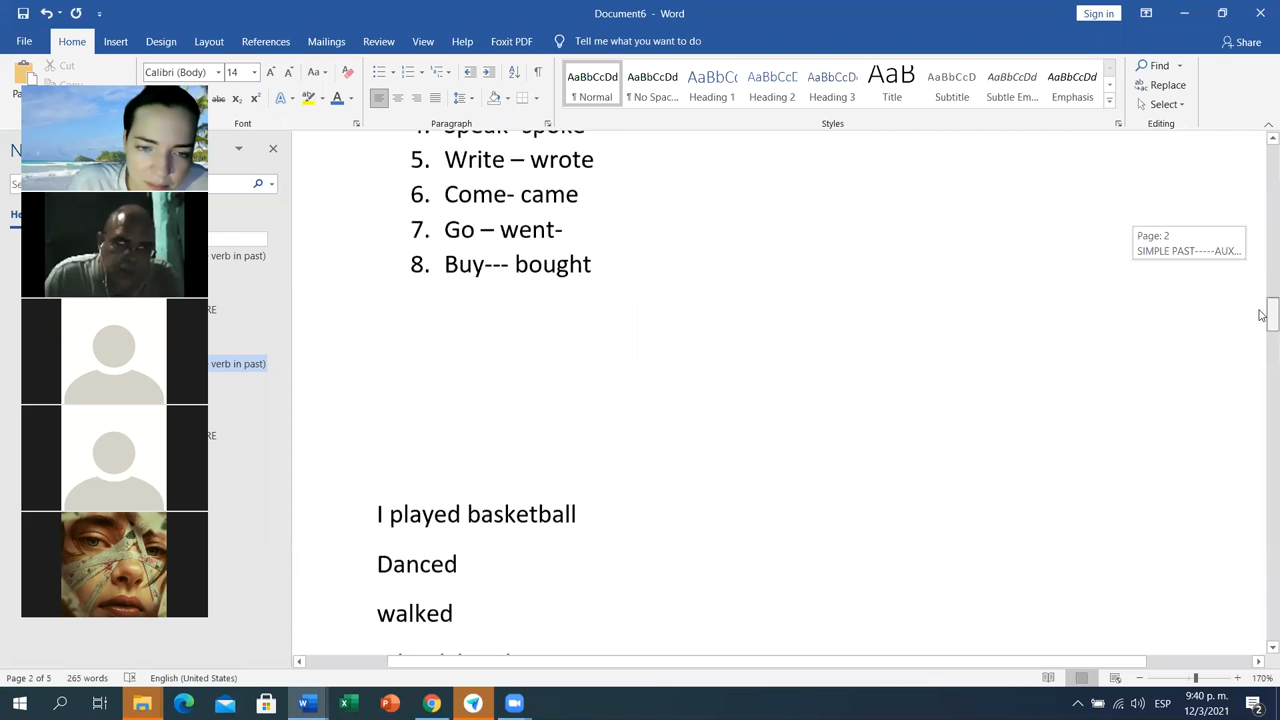 Document6 - Word
Sign in
File Home Insert Design Layout References Mailings Review View Help Foxit PDF Tell me what you want to do Share
Cut
Calibri (Body) 14
Aa
AaBbCcDd AaBbCcDd AaBbCc AaBbCcD AaBbCcD AaB AaBbCcD AaBbCcDd AaBbCcDd
¶ Normal ¶ No Spac... Heading 1 Heading 2 Heading 3 Title Subtitle Subtle Em... Emphasis
Find
Replace
Select
Font Paragraph Styles Editing
5. Write – wrote
6. Come- came
7. Go – went-
8. Buy--- bought
Page: 2
SIMPLE PAST-----AUX...
verb in past)
RE
verb in past)
RE
I played basketball
Danced
walked
Page 2 of 5 265 words English (United States) 170%
ESP
9:40 p. m.
12/3/2021
2